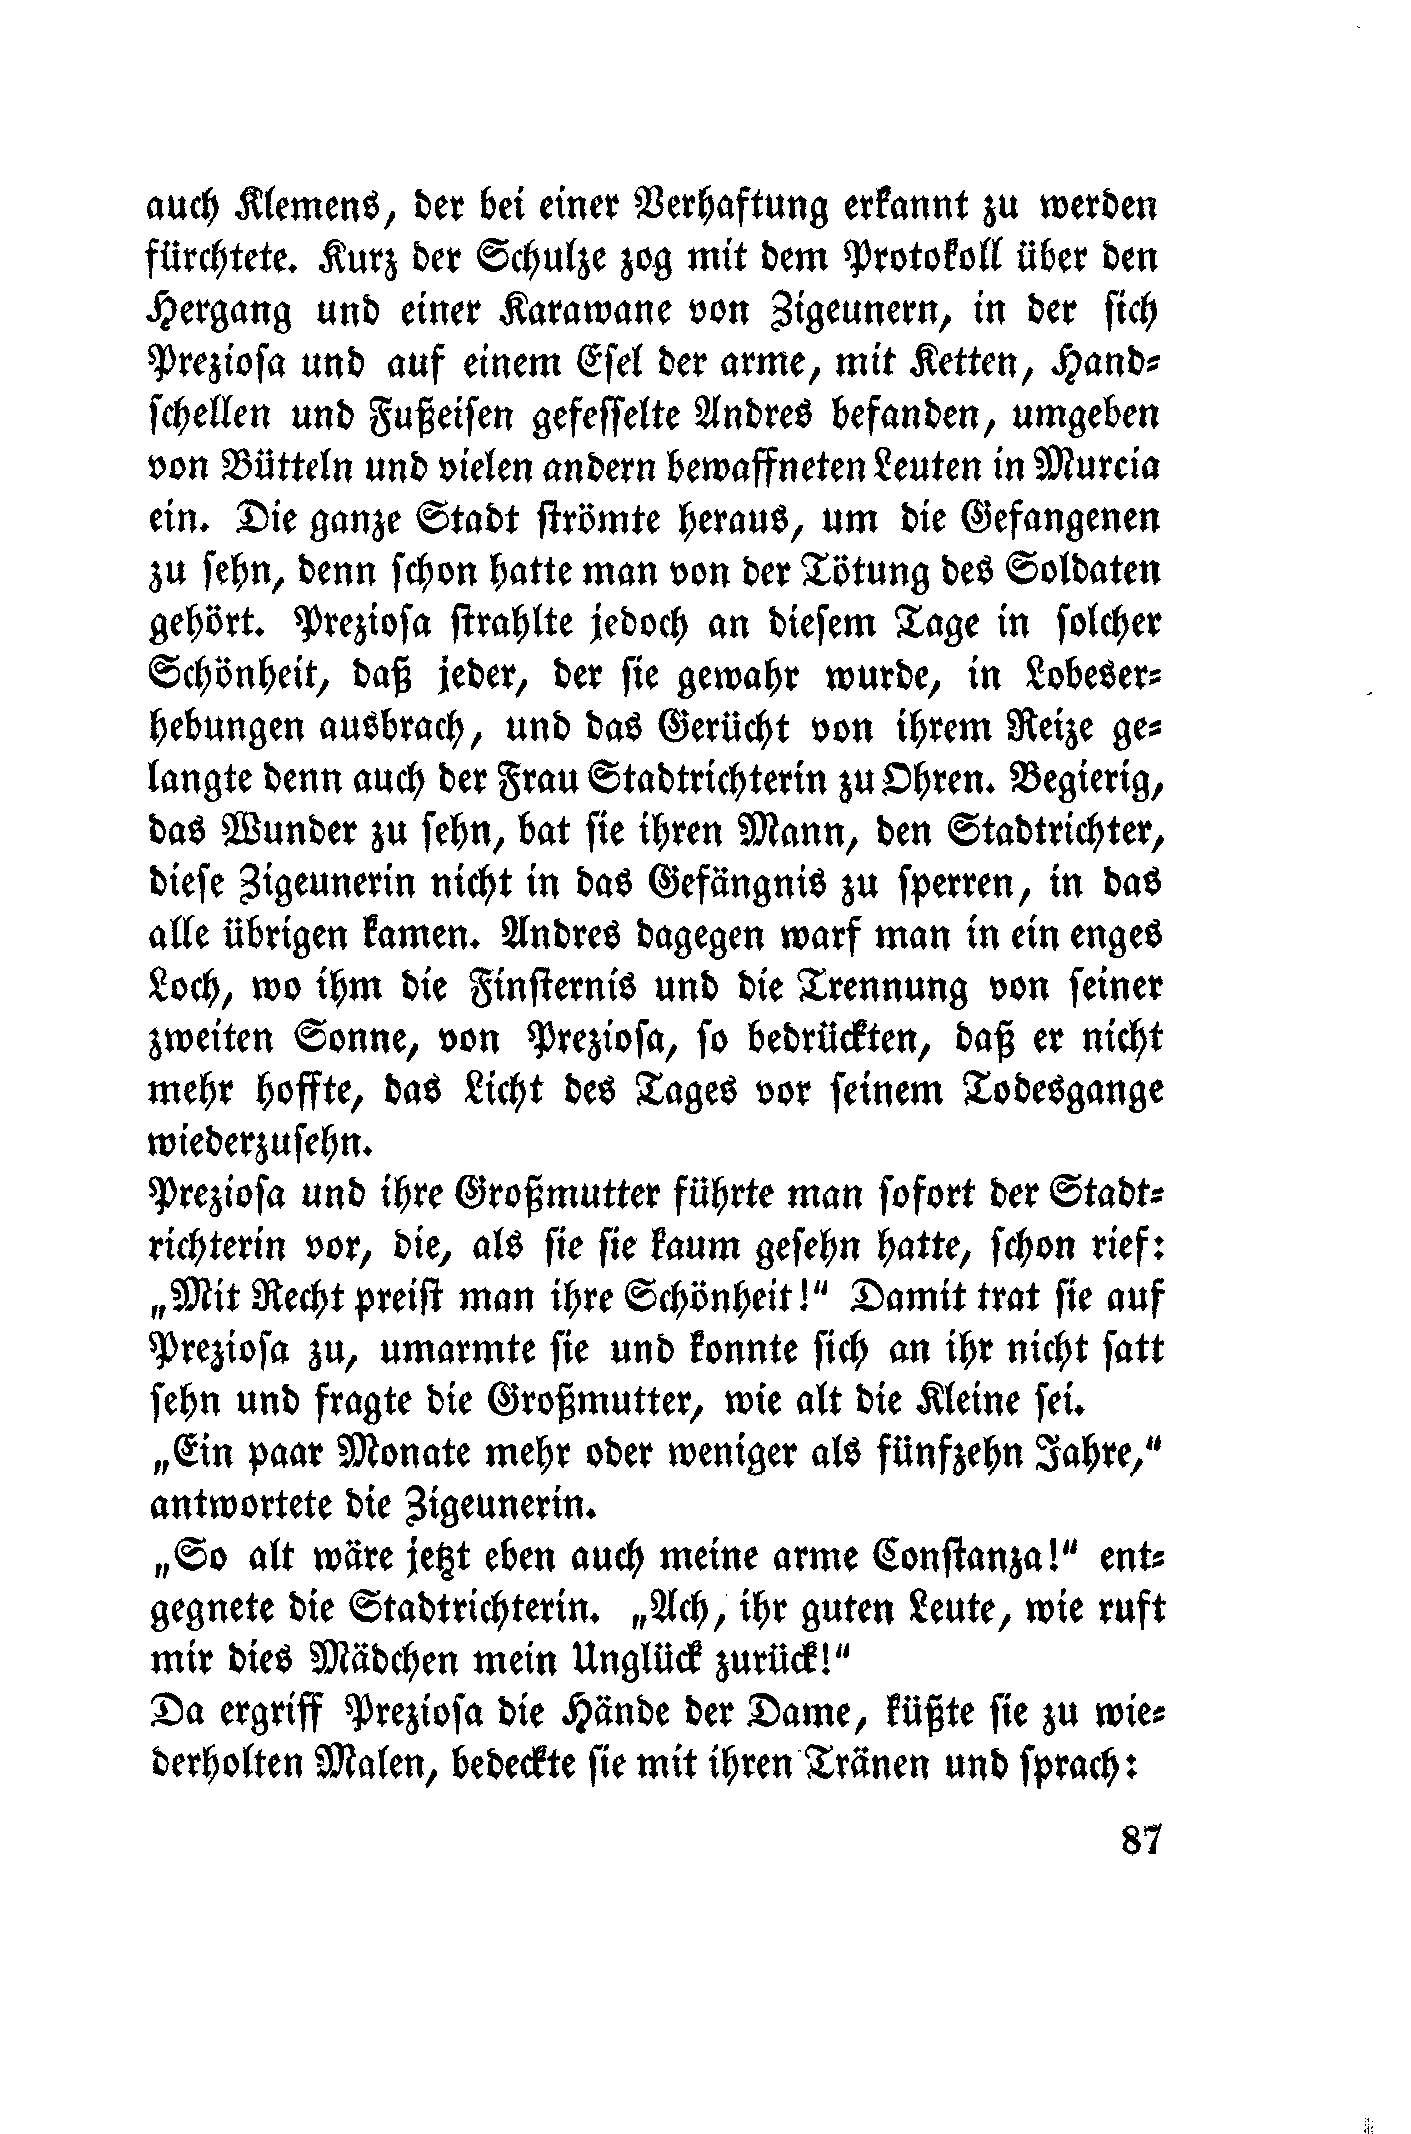 auch Klemens, der bei einer Verhaftung erkannt zu werden
fürchtete. Kurz der Schulze zog mit dem Protokoll über den
Hergang und einer Karawane von Zigeunern, in der sich
Preziosa und auf einem Esel der arme, mit Ketten, Hand-
schellen und Fußeisen gefesselte Andres befanden, umgeben
von Bütteln und vielen andern bewaffneten Leuten in Murcia
ein. Die ganze Stadt strömte heraus, um die Gefangenen
zu sehn, denn schon hatte man von der Tötung des Soldaten
gehört. Preziosa strahlte jedoch an diesem Tage in solcher
Schönheit, daß jeder, der sie gewahr wurde, in Lobeser-
hebungen ausbrach, und das Gerücht von ihrem Reize ge-
langte denn auch der Frau Stadtrichterin zu Ohren. Begierig,
das Wunder zu sehn, bat sie ihren Mann, den Stadtrichter,
diese Zigeunerin nicht in das Gefängnis zu sperren, in das
alle übrigen kamen. Andres dagegen warf man in ein enges
Loch, wo ihm die Finsternis und die Trennung von seiner
zweiten Sonne, von Preziosa, so bedrückten, daß er nicht
mehr hoffte, das Licht des Tages vor seinem Todesgange
wiederzusehn.
Preziosa und ihre Großmutter führte man sofort der Stadt-
richterin vor, die, als sie sie kaum gesehn hatte, schon rief:
„Mit Recht preist man ihre Schönheit!“ Damit trat sie auf
Preziosa zu, umarmte sie und konnte sich an ihr nicht satt
sehn und fragte die Großmutter, wie alt die Kleine sei.
„Ein paar Monate mehr oder weniger als fünfzehn Jahre,“
antwortete die Zigeunerin.
„So alt wäre jetzt eben auch meine arme Constanza!“ ent-
gegnete die Stadtrichterin. „Ach, ihr guten Leute, wie ruft
mir dies Mädchen mein Unglück zurück!“
Da ergriff Preziosa die Hände der Dame, küßte sie zu wie-
derholten Malen, bedeckte sie mit ihren Tränen und sprach:
87